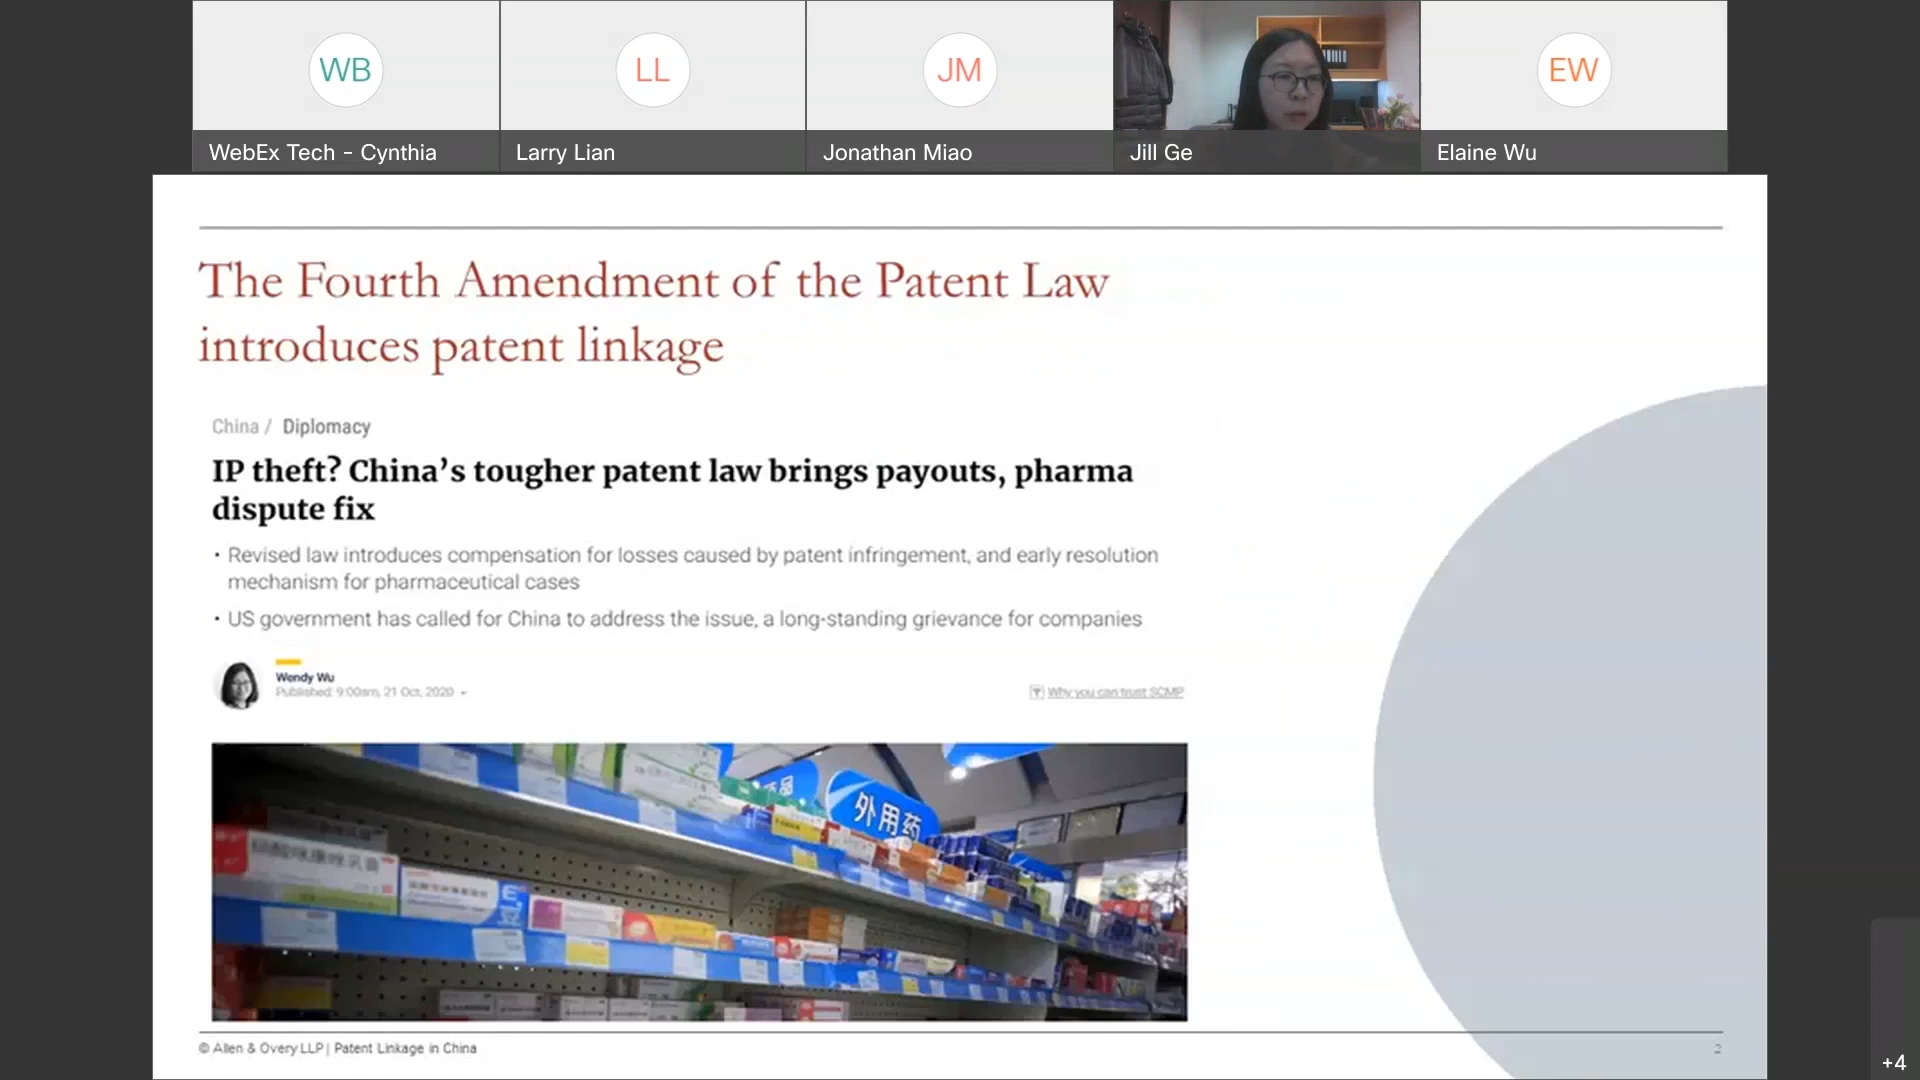 WB
LL
JM
EW
WebEx Tech - Cynthia
Larry Lian
Jonathan Miao
Jill Ge
Elaine Wu
The Fourth Amendment of the Patent Law
introduces patent linkage
China / Diplomacy
IP theft? China’s tougher patent law brings payouts, pharma
dispute fix
• Revised law introduces compensation for losses caused by patent infringement, and early resolution
mechanism for pharmaceutical cases
• US government has called for China to address the issue, a long-standing grievance for companies
Wendy Wu
Published: 9:00am, 21 Oct, 2020
Why you can trust SCMP
外用药
© Allen & Overy LLP | Patent Linkage in China
2
+4